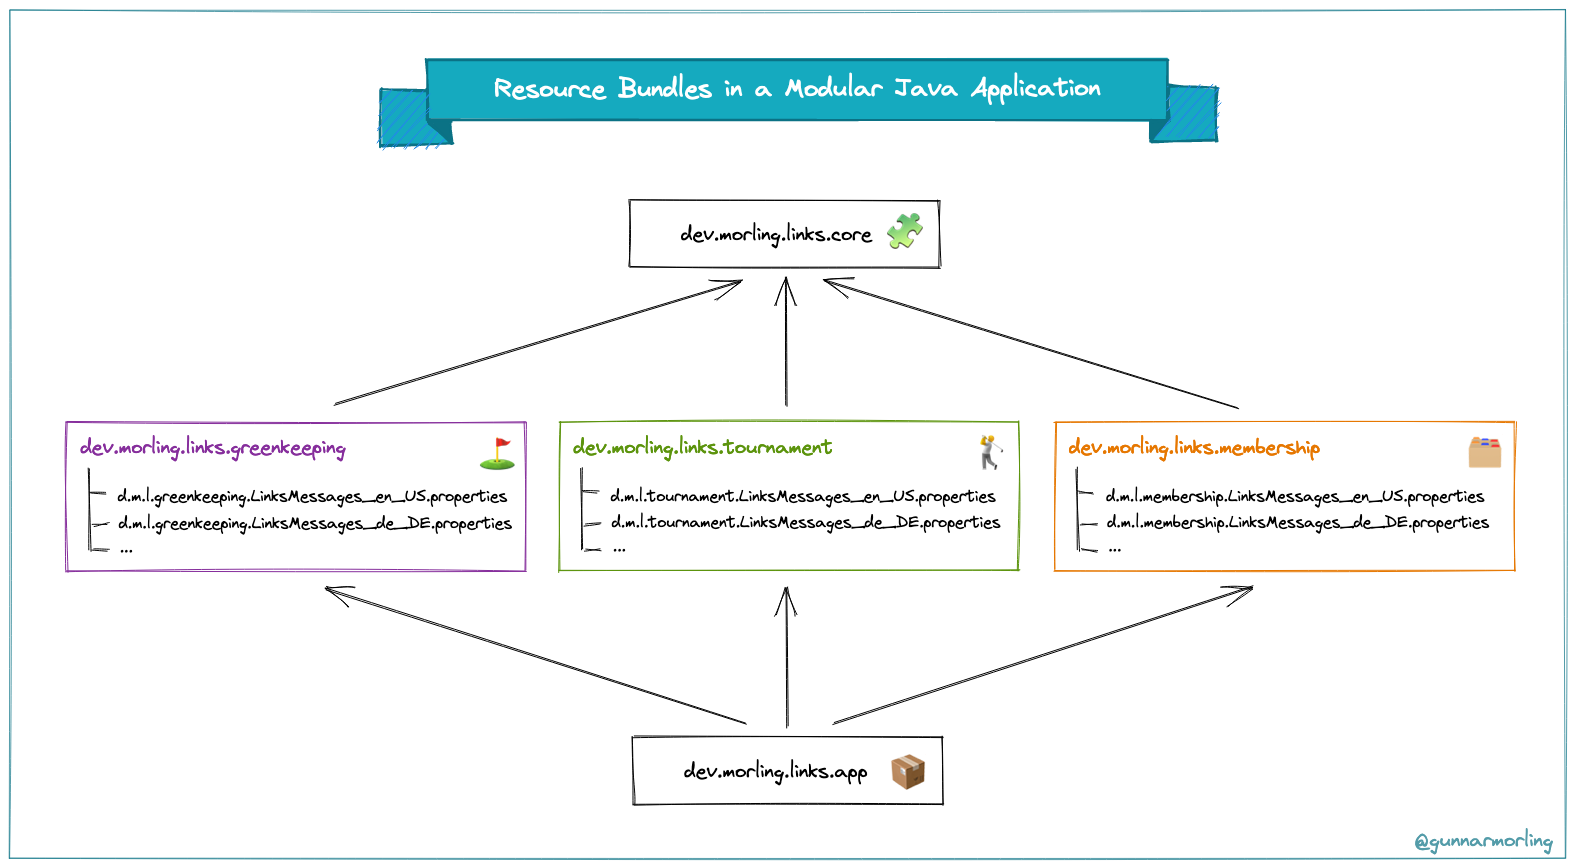 Resource Bundles in a Modular Java Application
dev.morling.links.core
dev.morling.links.greenkeeping
d.m.l.greenkeeping.LinksMessages_en_US.properties
d.m.l.greenkeeping.LinksMessages_de_DE.properties
...
dev.morling.links.tournament
d.m.l.tournament.LinksMessages_en_US.properties
d.m.l.tournament.LinksMessages_de_DE.properties
...
dev.morling.links.membership
d.m.l.membership.LinksMessages_en_US.properties
d.m.l.membership.LinksMessages_de_DE.properties
...
dev.morling.links.app
@gunnarmorling